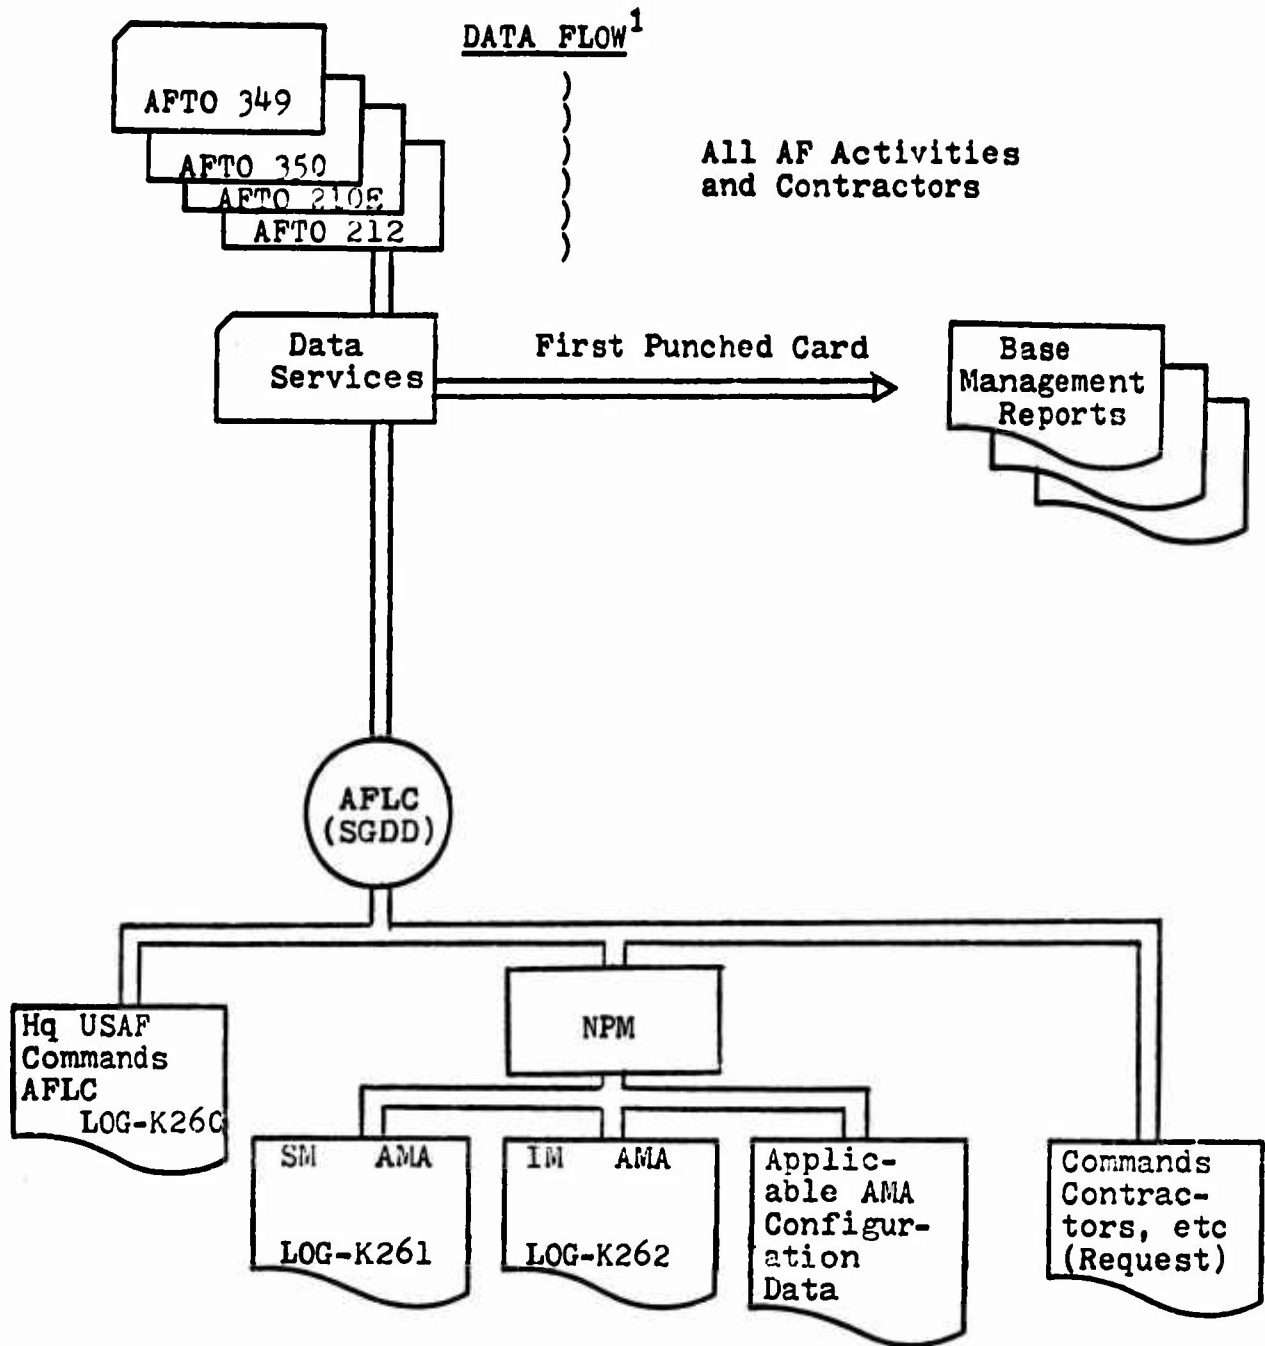 DATA FLOW1
AFTO 349
AFTO 350
AFTO 210E
AFTO 212
All AF Activities
and Contractors
Data
Services
First Punched Card
Base
Management
Reports
AFLC
(SGDD)
Hq USAF
Commands
AFLC
LOG-K260
NPM
SM AMA
LOG-K261
IM AMA
LOG-K262
Applic-
able AMA
Configur-
ation
Data
Commands
Contrac-
tors, etc
(Request)